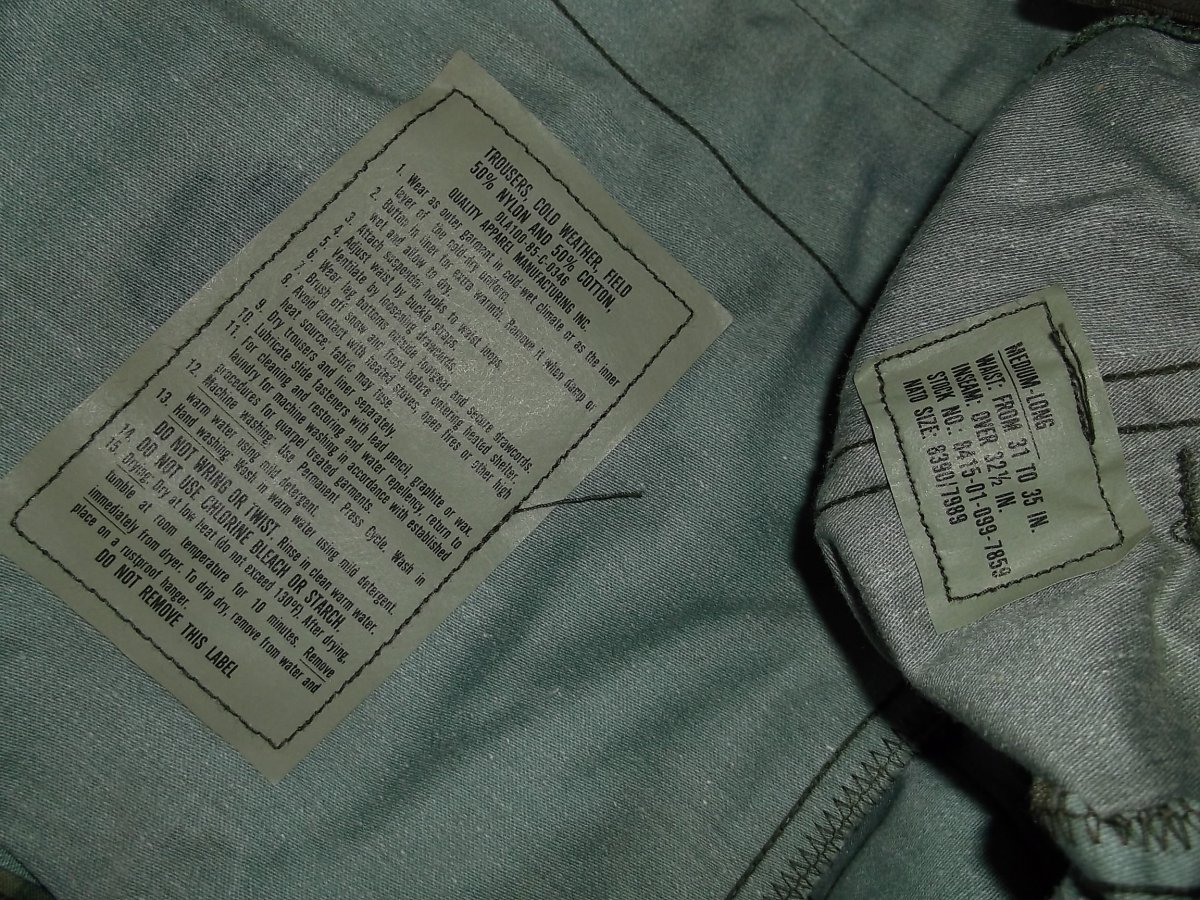 TROUSERS, COLD WEATHER, FIELD
50% NYLON AND 50% COTTON,
DLA100-85-C-0346
QUALITY APPAREL MANUFACTURING INC.
1. Wear as outer garment in cold-wet climate or as the inner
layer of the cold-dry uniform.
2. Button in liner for extra warmth. Remove it when damp or
wet and allow to dry.
3. Attach suspender hooks to waist loops.
4. Adjust waist by buckle straps.
5. Ventilate by loosening drawcords.
6. Wear leg buttons outside footgear and secure drawcords.
7. Brush off snow and frost before entering heated shelter.
8. Avoid contact with heated stoves, open fires or other high
heat source, fabric may fuse.
9. Dry trousers and liner separately.
10. Lubricate slide fasteners with lead pencil, graphite or wax.
11. For cleaning and restoring and water repellency, return to
laundry for machine washing in accordance with established
procedures for quarpel treated garments.
12. Machine washing. Use Permanent Press Cycle. Wash in
warm water using mild detergent.
13. Hand washing. Wash in warm water using mild detergent.
DO NOT WRING OR TWIST. Rinse in clean warm water.
14. DO NOT USE CHLORINE BLEACH OR STARCH.
15. Drying: Dry at low heat (do not exceed 130°F). After drying,
tumble at room temperature for 10 minutes. Remove
immediately from dryer. To drip dry, remove from water and
place on a rustproof hanger.
DO NOT REMOVE THIS LABEL
MEDIUM-LONG
WAIST: FROM 31 TO 35 IN.
INSEAM: OVER 32½ IN.
STOCK NO.: 8415-01-099-7859
NATO SIZE: 8390/7989